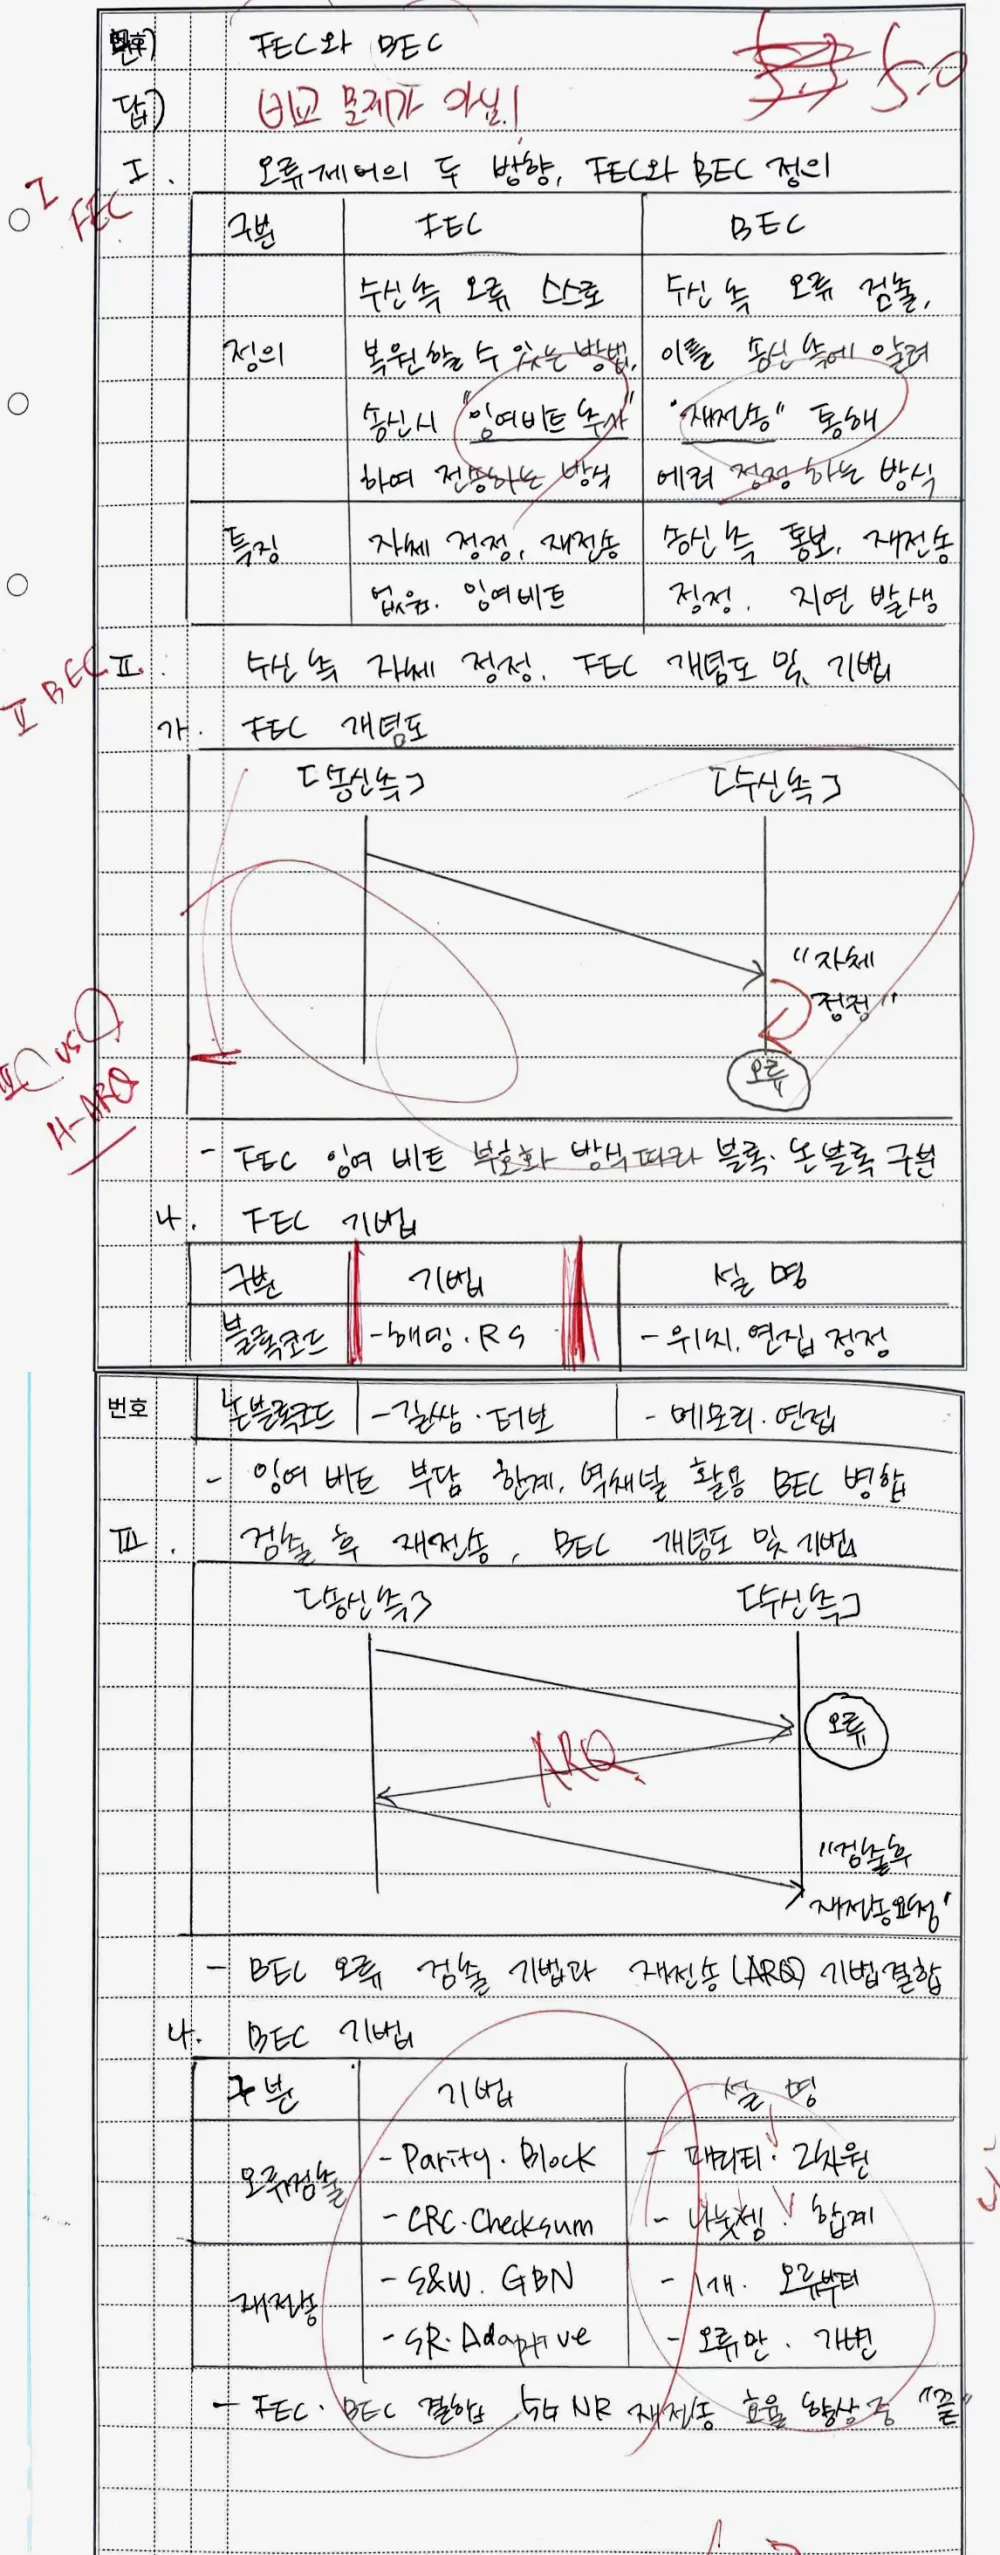 번호) FEC와 BEC
5.5 5.0
답) 비교 문제가 아님!
I. 오류제어의 두 방향, FEC와 BEC 정의
I FEC
구분 FEC BEC
수신측 오류 스스로 수신측 오류 검출,
정의 복원할 수 있는 방법, 이를 송신측에 알려
송신시 "잉여비트 추가" "재전송" 통해
하여 전송하는 방식 에러 정정하는 방식
특징 자체 정정, 재전송 송신측 통보, 재전송
없음. 잉여비트 정정. 지연 발생
II BEC
II. 수신측 자체 정정, FEC 개념도 및 기법
가. FEC 개념도
[송신측] [수신측]
"자체
정정"
오류
III vs
H-ARQ
- FEC 잉여 비트 부호화 방식따라 블록·논블록 구분
나. FEC 기법
구분 기법 설명
블록코드 -해밍·RS -위치, 연집 정정
번호 논블록코드 -길쌈·터보 -메모리·연집
- 잉여 비트 부담 한계, 역채널 활용 BEC 병합
III. 검출 후 재전송, BEC 개념도 및 기법
[송신측] [수신측]
오류
ARQ
"검출후
재전송요청"
- BEC 오류 검출 기법과 재전송(ARQ) 기법결합
나. BEC 기법
구분 기법 설명
오류검출 -Parity·Block -패리티·2차원
-CRC·Checksum -나눗셈·합계
재전송 -S&W. GBN -1개. 오류부터
-SR·Adaptive -오류만·가변
- FEC·BEC 결합, 5G NR 재전송 효율 향상 중 "끝"